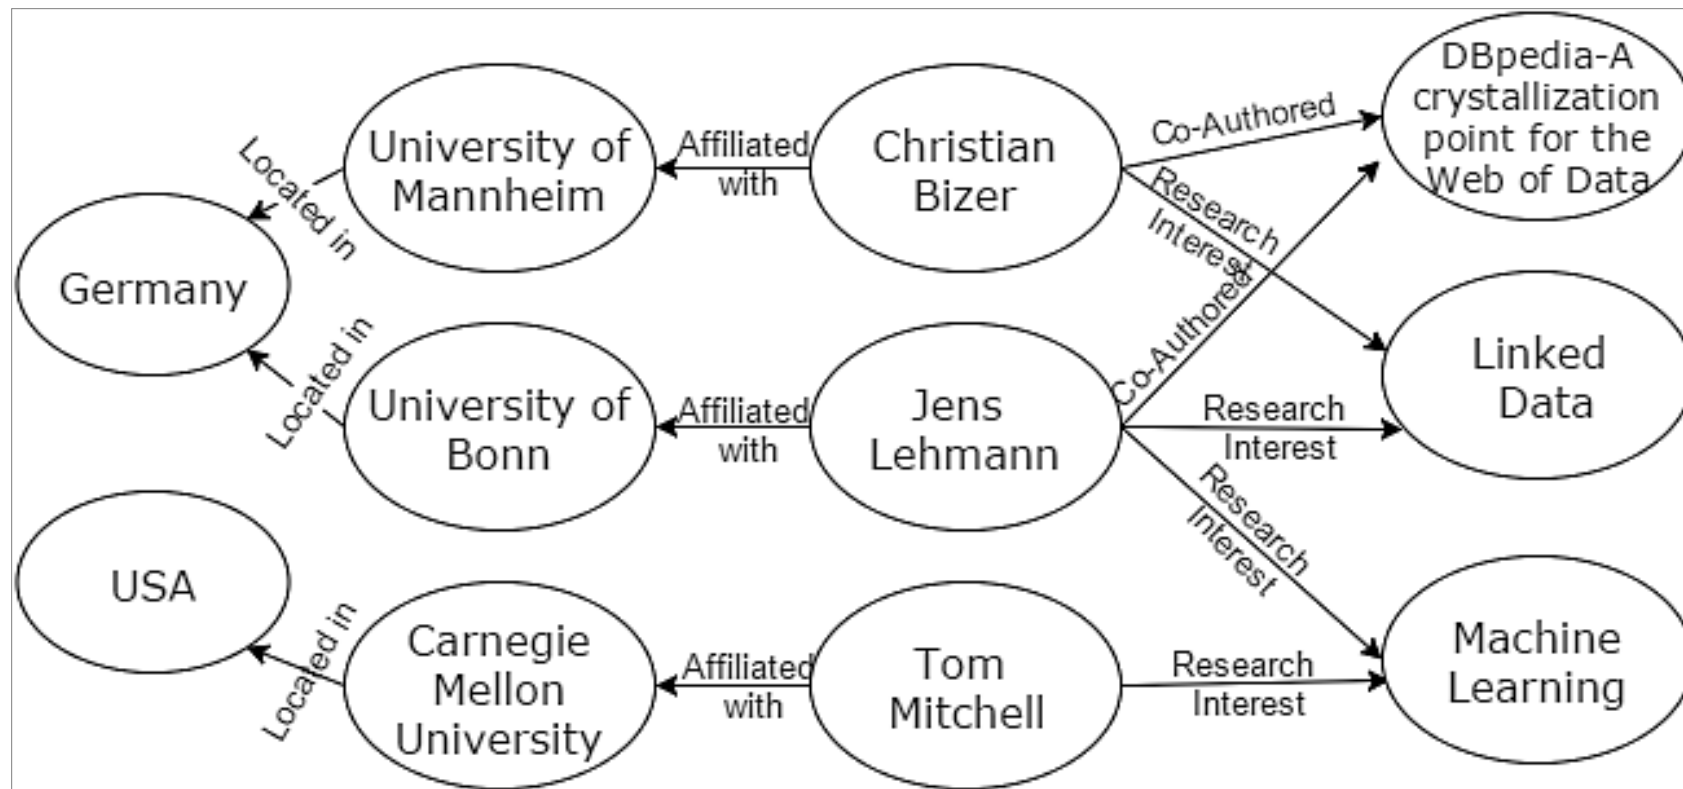 DBpedia-A
crystallization
point for the
Web of Data
Co-Authored
University of
Mannheim
Affiliated
with
Christian
Bizer
Located in
Research
Interest
Germany
Co-Authored
Linked
Data
Located in
University of
Bonn
Affiliated
with
Jens
Lehmann
Research
Interest
Research
Interest
USA
Located in
Carnegie
Mellon
University
Affiliated
with
Tom
Mitchell
Research
Interest
Machine
Learning